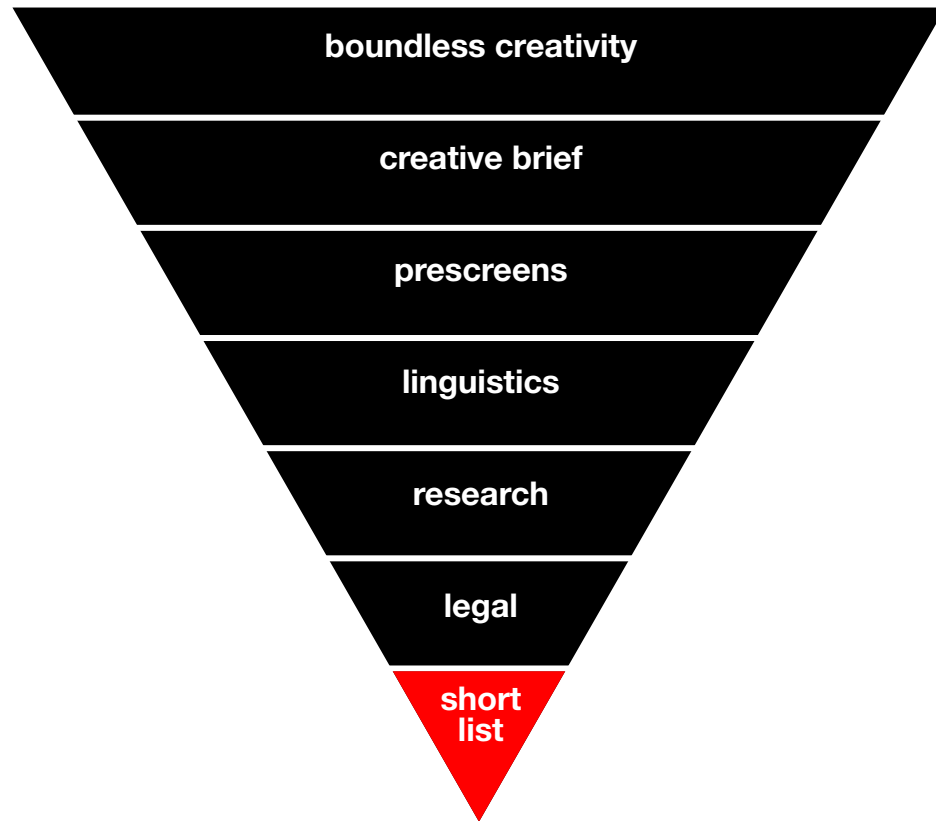 boundless creativity
creative brief
prescreens
linguistics
research
legal
short
list